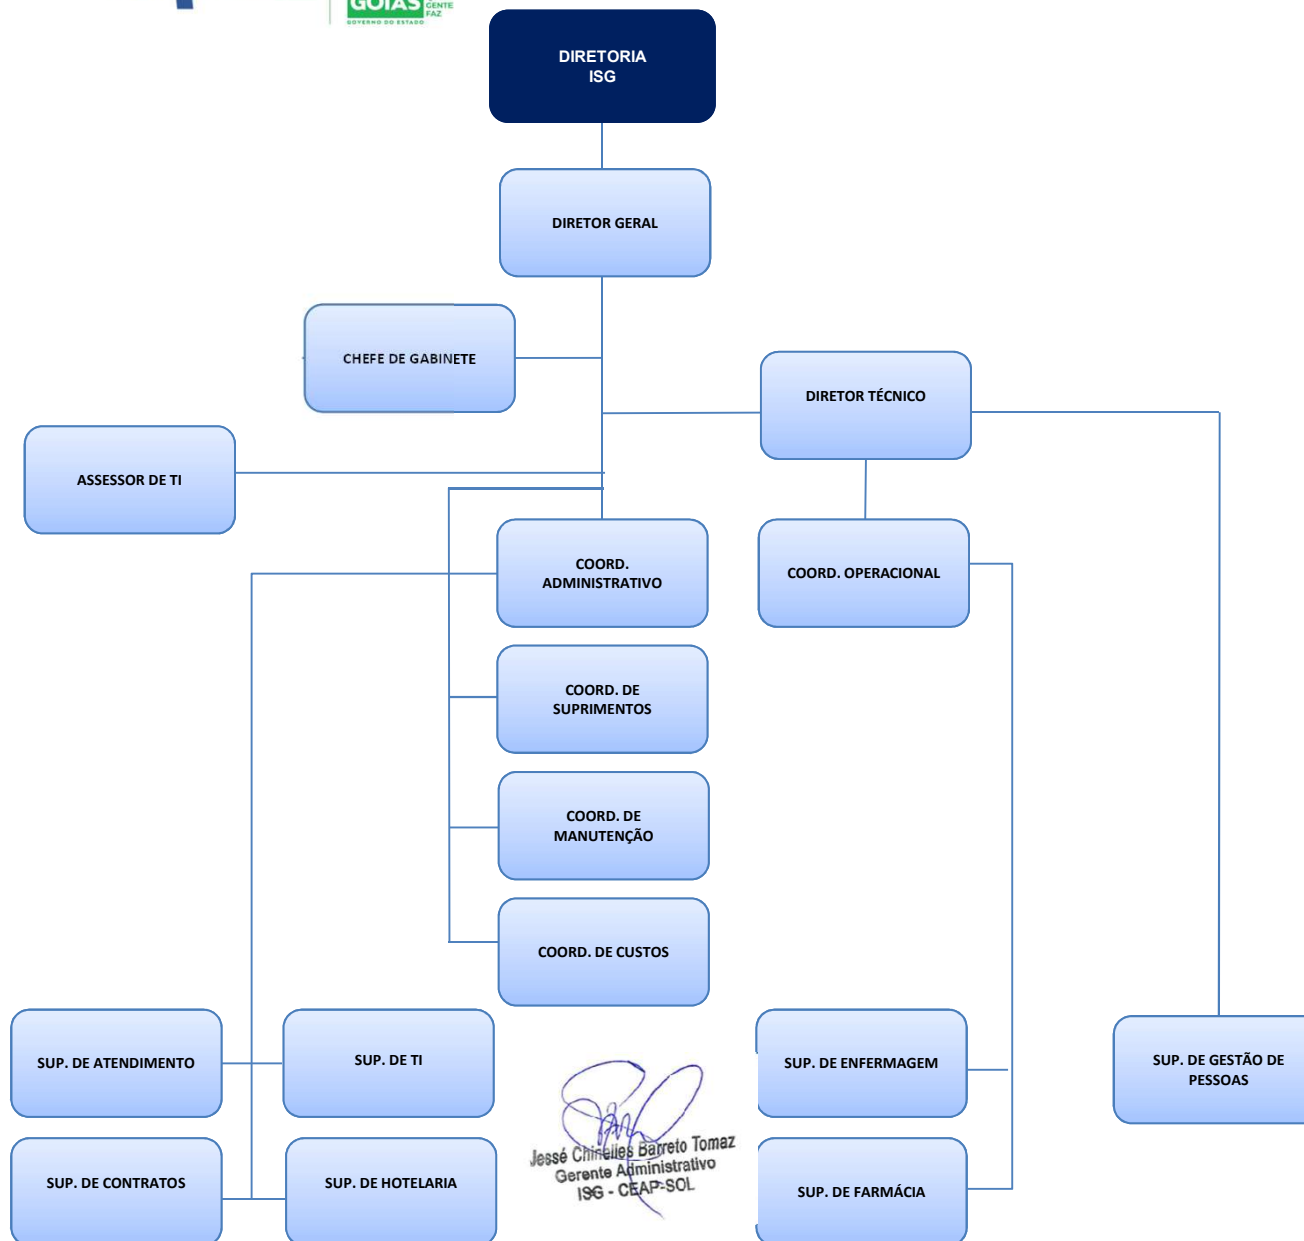 GOIÁS
GENTE
FAZ
GOVERNO DO ESTADO
DIRETORIA
ISG
DIRETOR GERAL
CHEFE DE GABINETE
DIRETOR TÉCNICO
ASSESSOR DE TI
COORD.
ADMINISTRATIVO
COORD. OPERACIONAL
COORD. DE
SUPRIMENTOS
COORD. DE
MANUTENÇÃO
COORD. DE CUSTOS
SUP. DE ATENDIMENTO
SUP. DE TI
SUP. DE ENFERMAGEM
SUP. DE GESTÃO DE
PESSOAS
SUP. DE CONTRATOS
SUP. DE HOTELARIA
SUP. DE FARMÁCIA
Jessé Chinelles Barreto Tomaz
Gerente Administrativo
ISG - CEAP-SOL